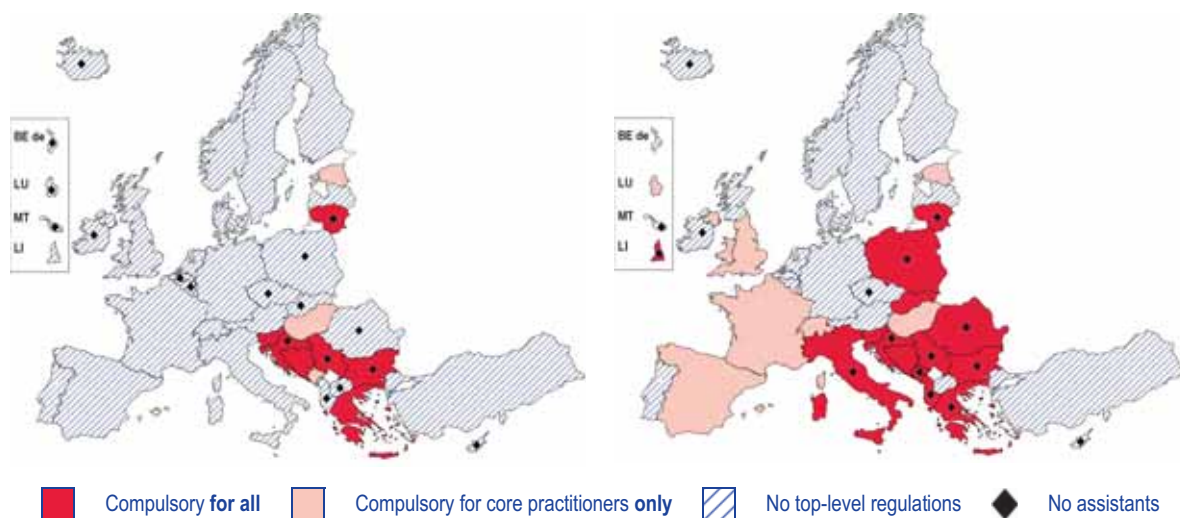 BE de
LU
MT
LI
BE de
LU
MT
LI
Compulsory for all
Compulsory for core practitioners only
No top-level regulations
No assistants